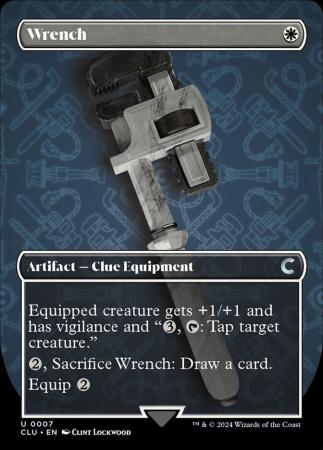 Wrench
Artifact — Clue Equipment
Equipped creature gets +1/+1 and
has vigilance and “3, : Tap target
creature.”
2, Sacrifice Wrench: Draw a card.
Equip 2
U 0007
CLU • EN Clint Lockwood
™ & © 2024 Wizards of the Coast